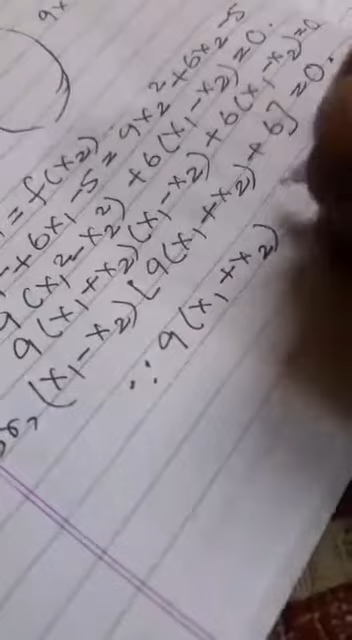 9x
= f(x₂)
+6x₁-5 = 9x₂²+6x₂-5
9(x₁²-x₂²) + 6(x₁-x₂) = 0.
9(x₁+x₂)(x₁-x₂) + 6(x₁-x₂) = 0
or, (x₁-x₂) [9(x₁+x₂) + 6] = 0.
∴ 9(x₁+x₂)